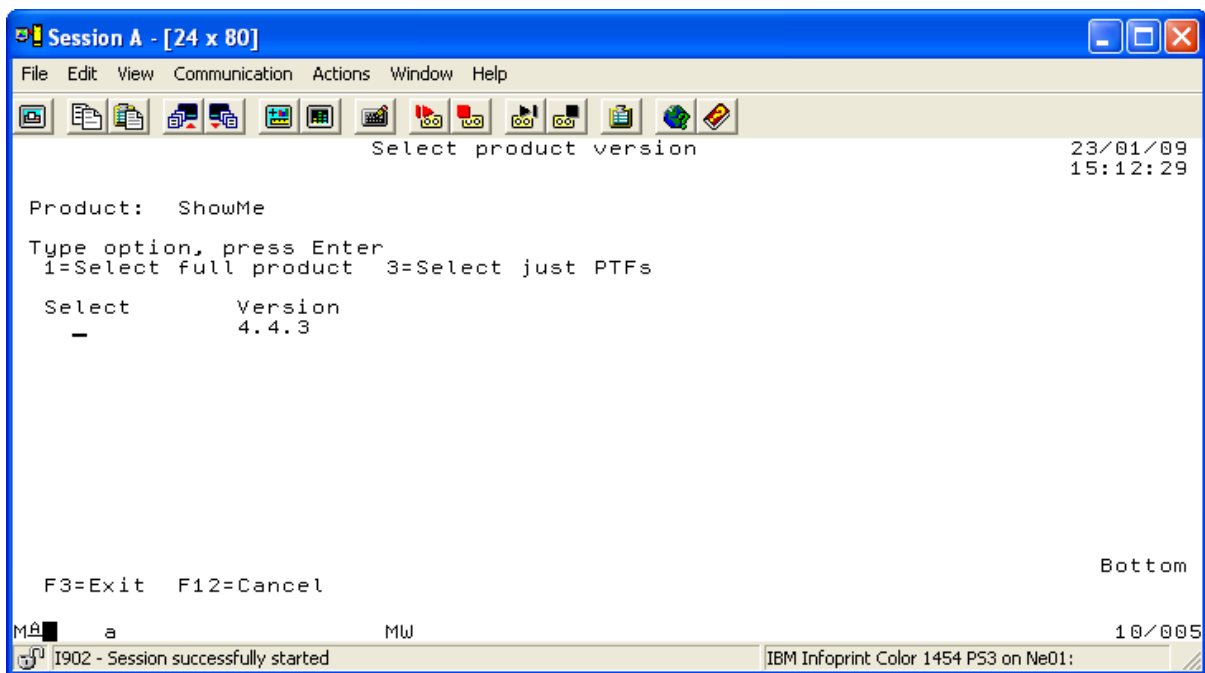 Session A - [24 x 80]
File Edit View Communication Actions Window Help
Select product version 23/01/09
15:12:29
Product: ShowMe
Type option, press Enter
1=Select full product 3=Select just PTFs
Select Version
_ 4.4.3
Bottom
F3=Exit F12=Cancel
MA a MW 10/005
I902 - Session successfully started IBM Infoprint Color 1454 PS3 on Ne01: